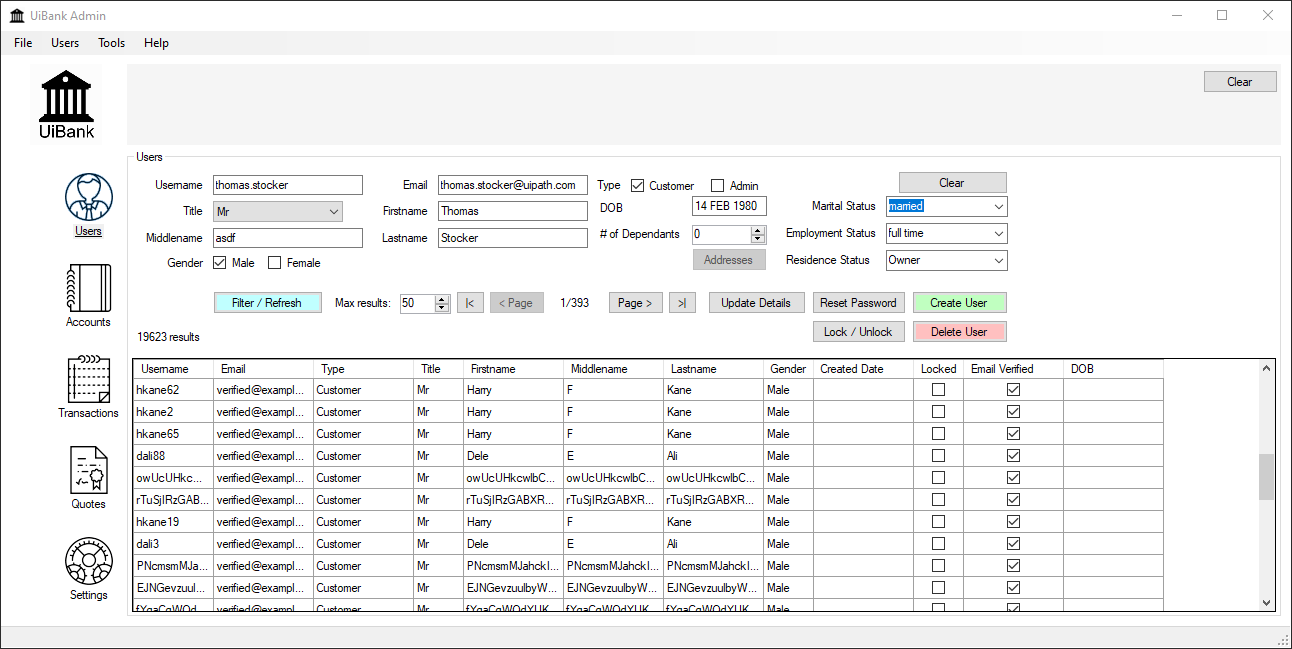 UiBank Admin
File Users Tools Help
UiBank
Clear
Users
Username thomas.stocker Email thomas.stocker@uipath.com Type Customer Admin Clear
Title Mr Firstname Thomas DOB 14 FEB 1980 Marital Status married
Middlename asdf Lastname Stocker # of Dependants 0 Employment Status full time
Gender Male Female Addresses Residence Status Owner
Filter / Refresh Max results: 50 |< < Page 1/393 Page > >| Update Details Reset Password Create User
19623 results Lock / Unlock Delete User
Users
Accounts
Transactions
Quotes
Settings
Username Email Type Title Firstname Middlename Lastname Gender Created Date Locked Email Verified DOB
hkane62 verified@exampl... Customer Mr Harry F Kane Male
hkane2 verified@exampl... Customer Mr Harry F Kane Male
hkane65 verified@exampl... Customer Mr Harry F Kane Male
dali88 verified@exampl... Customer Mr Dele E Ali Male
owUcUHkc... verified@exampl... Customer Mr owUcUHkcwlbC... owUcUHkcwlbC... owUcUHkcwlbC... Male
rTuSjIRzGAB... verified@exampl... Customer Mr rTuSjIRzGABXR... rTuSjIRzGABXR... rTuSjIRzGABXR... Male
hkane19 verified@exampl... Customer Mr Harry F Kane Male
dali3 verified@exampl... Customer Mr Dele E Ali Male
PNcmsmMJa... verified@exampl... Customer Mr PNcmsmMJahckI... PNcmsmMJahckI... PNcmsmMJahckI... Male
EJNGevzuul... verified@exampl... Customer Mr EJNGevzuulbyW... EJNGevzuulbyW... EJNGevzuulbyW... Male
verified@exampl... Customer Mr Male